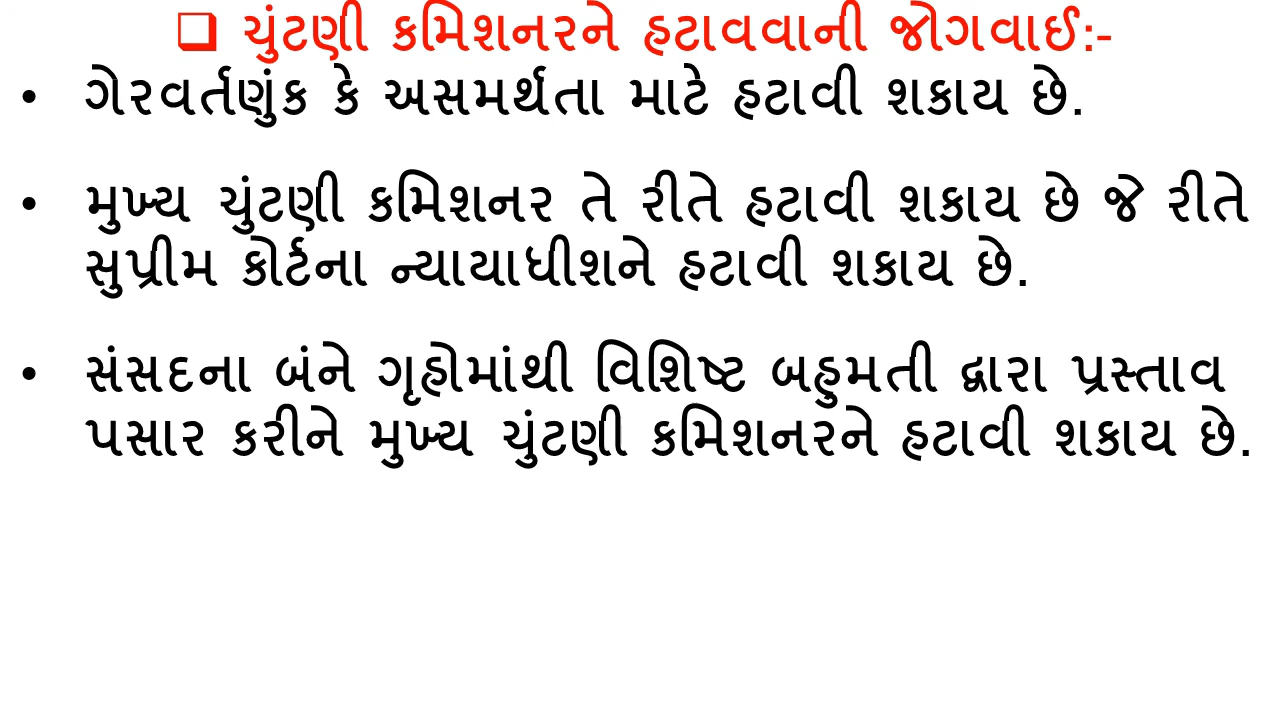 ❑ ચુંટણી કમિશનરને હટાવવાની જોગવાઈ:-
• ગેરવર્તણુંક કે અસમર્થતા માટે હટાવી શકાય છે.
• મુખ્ય ચુંટણી કમિશનર તે રીતે હટાવી શકાય છે જે રીતે
સુપ્રીમ કોર્ટના ન્યાયાધીશને હટાવી શકાય છે.
• સંસદના બંને ગૃહોમાંથી વિશિષ્ટ બહુમતી દ્વારા પ્રસ્તાવ
પસાર કરીને મુખ્ય ચુંટણી કમિશનરને હટાવી શકાય છે.